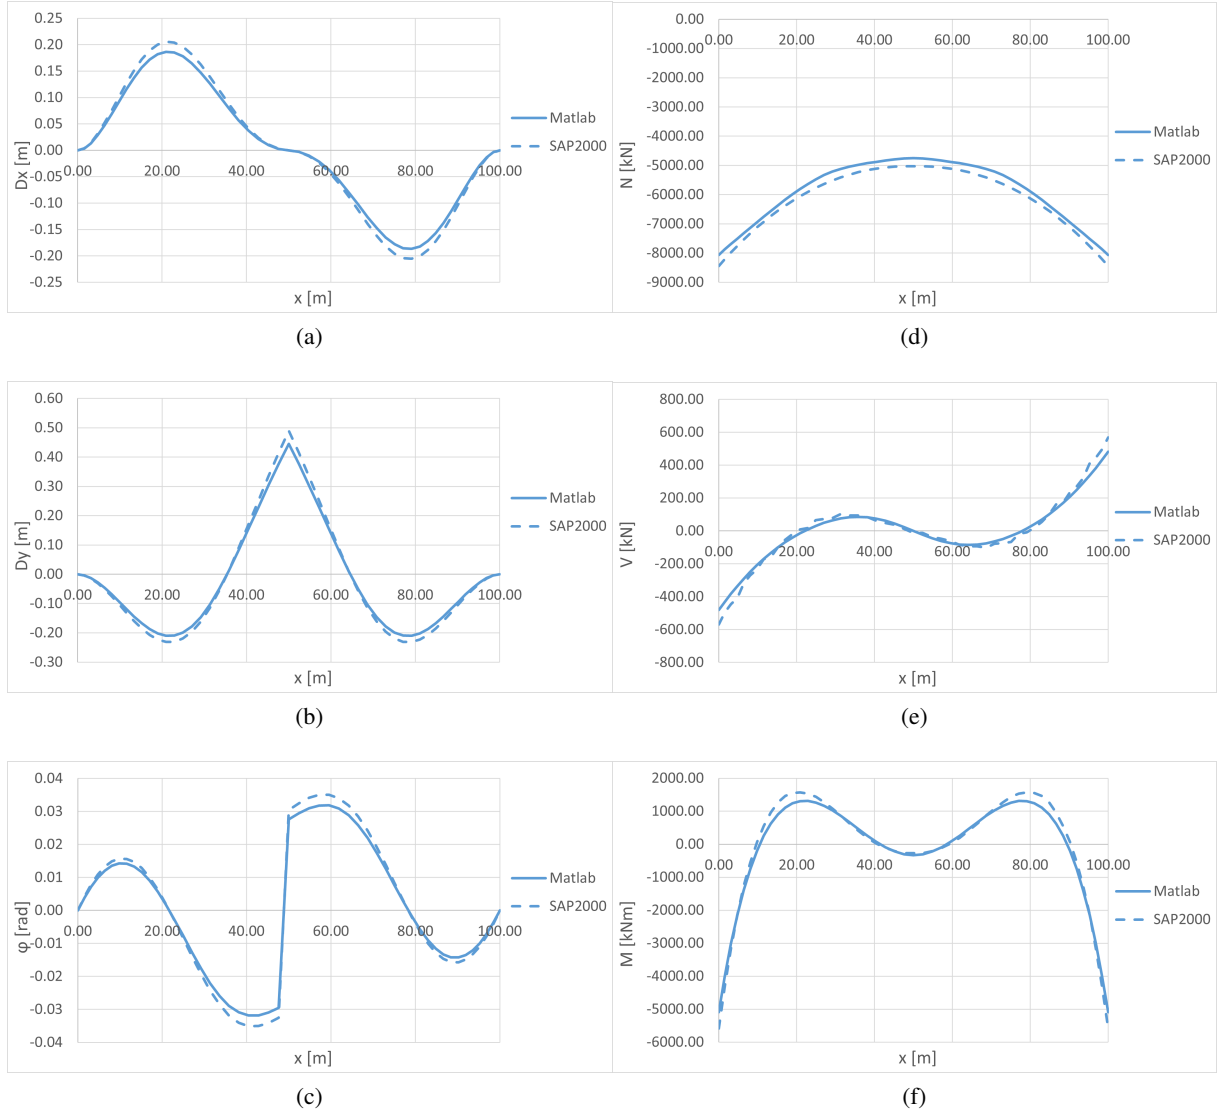 0.25
0.20
0.15
0.10
0.05
0.00
-0.05
-0.10
-0.15
-0.20
-0.25
0.00 20.00 40.00 60.00 80.00 100.00
Dx [m]
x [m]
Matlab
SAP2000
(a)
0.00
-1000.00
-2000.00
-3000.00
-4000.00
-5000.00
-6000.00
-7000.00
-8000.00
-9000.00
0.00 20.00 40.00 60.00 80.00 100.00
N [kN]
x [m]
Matlab
SAP2000
(d)
0.60
0.50
0.40
0.30
0.20
0.10
0.00
-0.10
-0.20
-0.30
0.00 20.00 40.00 60.00 80.00 100.00
Dy [m]
x [m]
Matlab
SAP2000
(b)
800.00
600.00
400.00
200.00
0.00
-200.00
-400.00
-600.00
-800.00
0.00 20.00 40.00 60.00 80.00 100.00
V [kN]
x [m]
Matlab
SAP2000
(e)
0.04
0.03
0.02
0.01
0.00
-0.01
-0.02
-0.03
-0.04
0.00 20.00 40.00 60.00 80.00 100.00
φ [rad]
x [m]
Matlab
SAP2000
(c)
2000.00
1000.00
0.00
-1000.00
-2000.00
-3000.00
-4000.00
-5000.00
-6000.00
0.00 20.00 40.00 60.00 80.00 100.00
M [kNm]
x [m]
Matlab
SAP2000
(f)